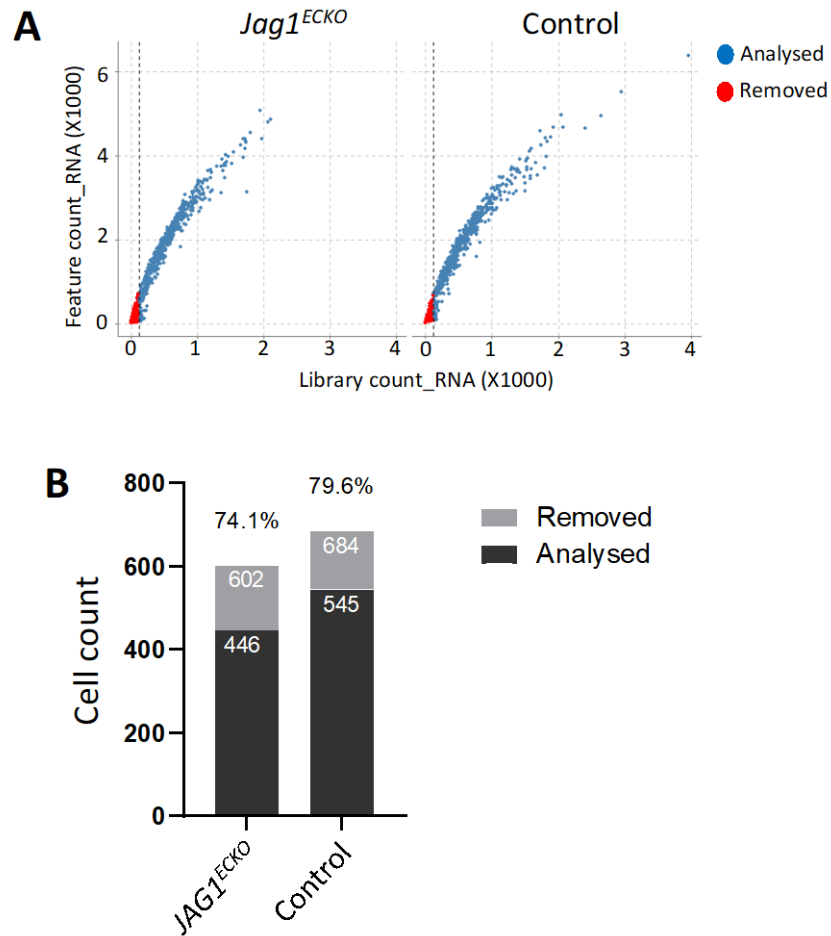 A
Jag1ECKO
Control
Analysed
Removed
Feature count_RNA (X1000)
6
4
2
0
0 1 2 3 4
0 1 2 3 4
Library count_RNA (X1000)
B
Cell count
800
600
400
200
0
74.1%
79.6%
602
684
446
545
Removed
Analysed
JAG1ECKO
Control